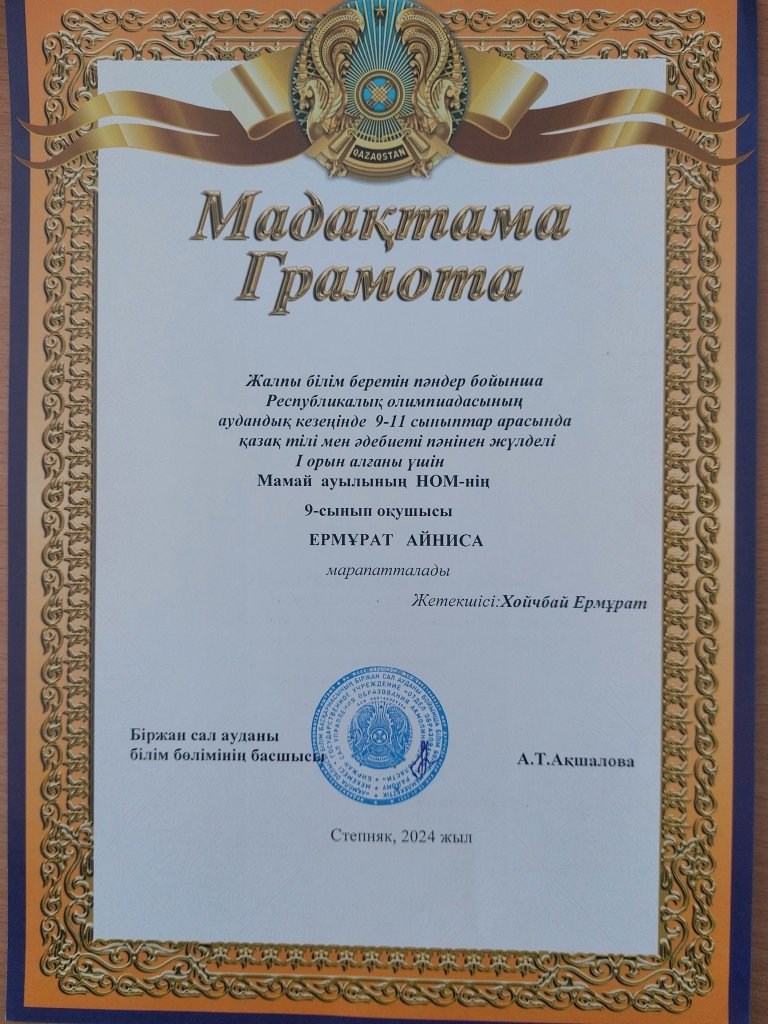 QAZAQSTAN
Мадақтама
Грамота
Жалпы білім беретін пәндер бойынша
Республикалық олимпиадасының
аудандық кезеңінде 9-11 сыныптар арасында
қазақ тілі мен әдебиеті пәнінен жүлделі
I орын алғаны үшін
Мамай ауылының НОМ-нің
9-сынып оқушысы
ЕРМҰРАТ АЙНИСА
марапатталады
Жетекшісі:Хойчбай Ермұрат
Біржан сал ауданы
білім бөлімінің басшысы
А.Т.Ақшалова
Степняк, 2024 жыл